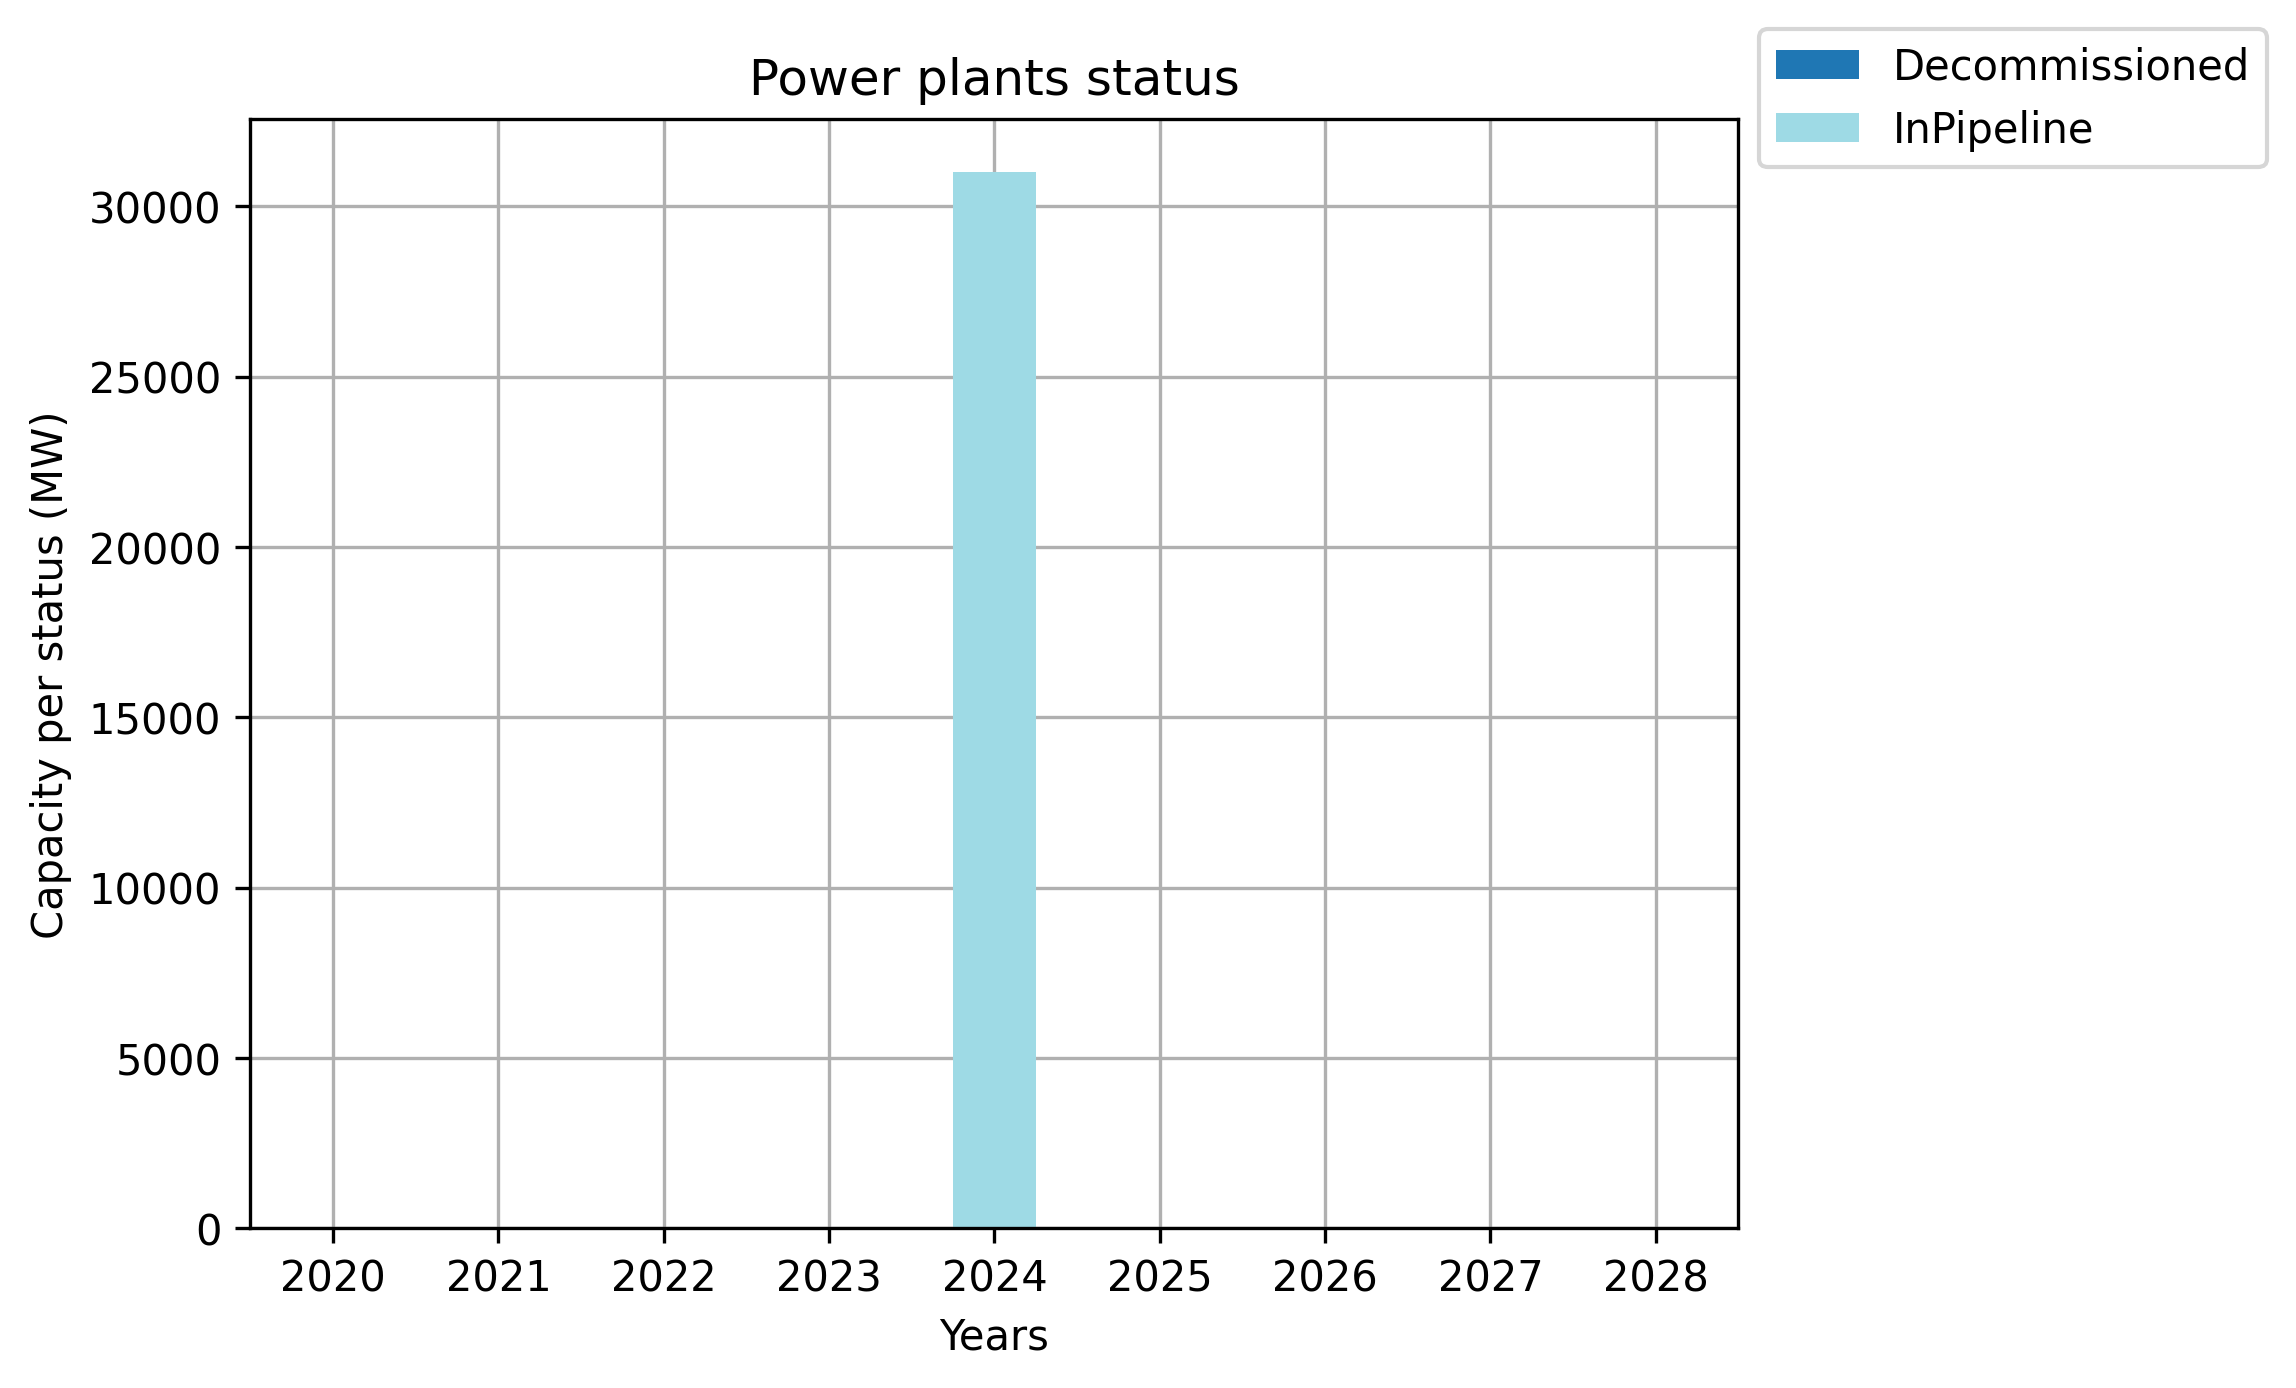 Power plants status
Decommissioned
InPipeline
Capacity per status (MW)
30000
25000
20000
15000
10000
5000
0
2020 2021 2022 2023 2024 2025 2026 2027 2028
Years